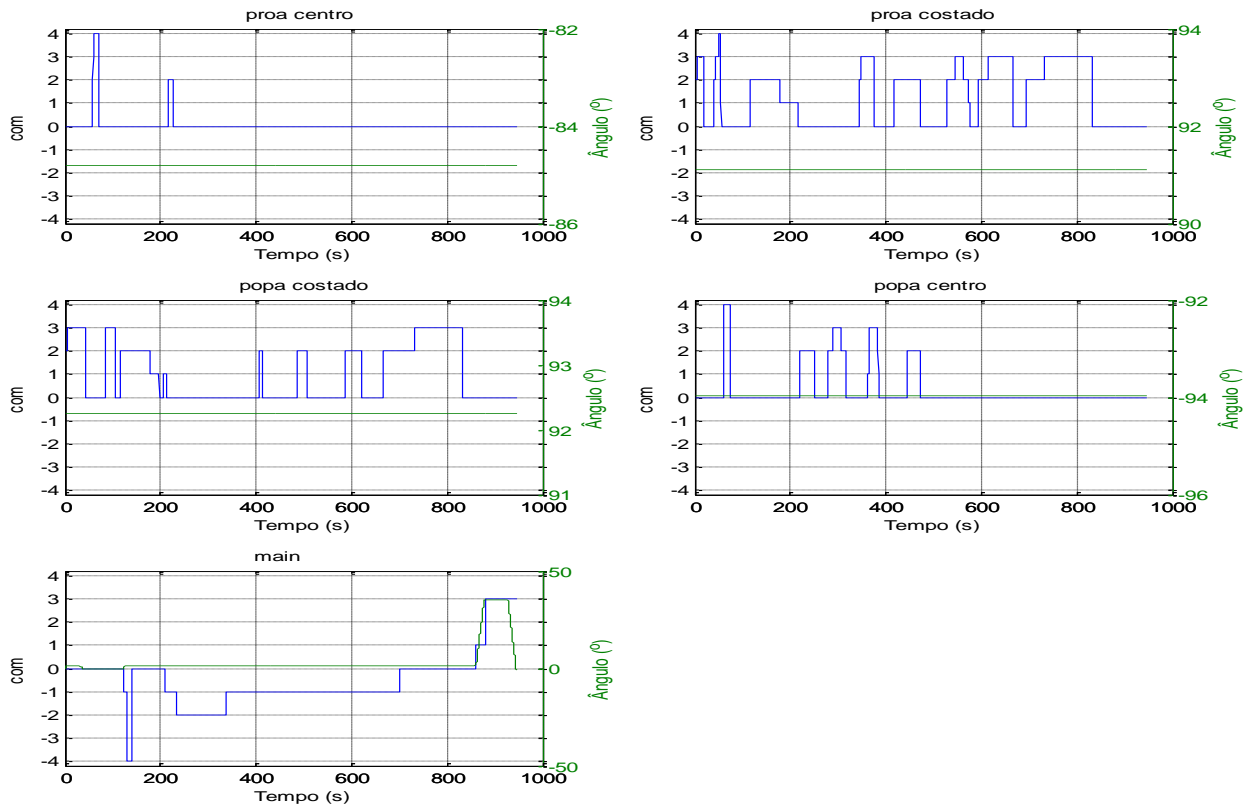 proa centro
4
3
2
1
0
-1
-2
-3
-4
com
-82
-84
-86
Ângulo (º)
0 200 400 600 800 1000
Tempo (s)
proa costado
4
3
2
1
0
-1
-2
-3
-4
com
94
92
90
Ângulo (º)
0 200 400 600 800 1000
Tempo (s)
popa costado
4
3
2
1
0
-1
-2
-3
-4
com
94
93
92
91
Ângulo (º)
0 200 400 600 800 1000
Tempo (s)
popa centro
4
3
2
1
0
-1
-2
-3
-4
com
-92
-94
-96
Ângulo (º)
0 200 400 600 800 1000
Tempo (s)
main
4
3
2
1
0
-1
-2
-3
-4
com
50
0
-50
Ângulo (º)
0 200 400 600 800 1000
Tempo (s)